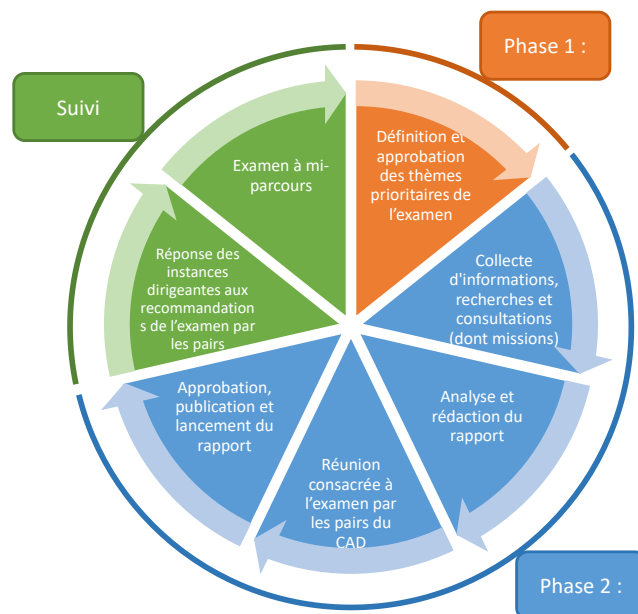 Phase 1 :
Suivi
Définition et
approbation
des thèmes
prioritaires de
l'examen
Collecte
d'informations,
recherches et
consultations
(dont missions)
Analyse et
rédaction du
rapport
Réunion
consacrée à
l'examen par
les pairs du
CAD
Approbation,
publication et
lancement du
rapport
Réponse des
instances
dirigeantes aux
recommandation
s de l'examen par
les pairs
Examen à mi-
parcours
Phase 2 :